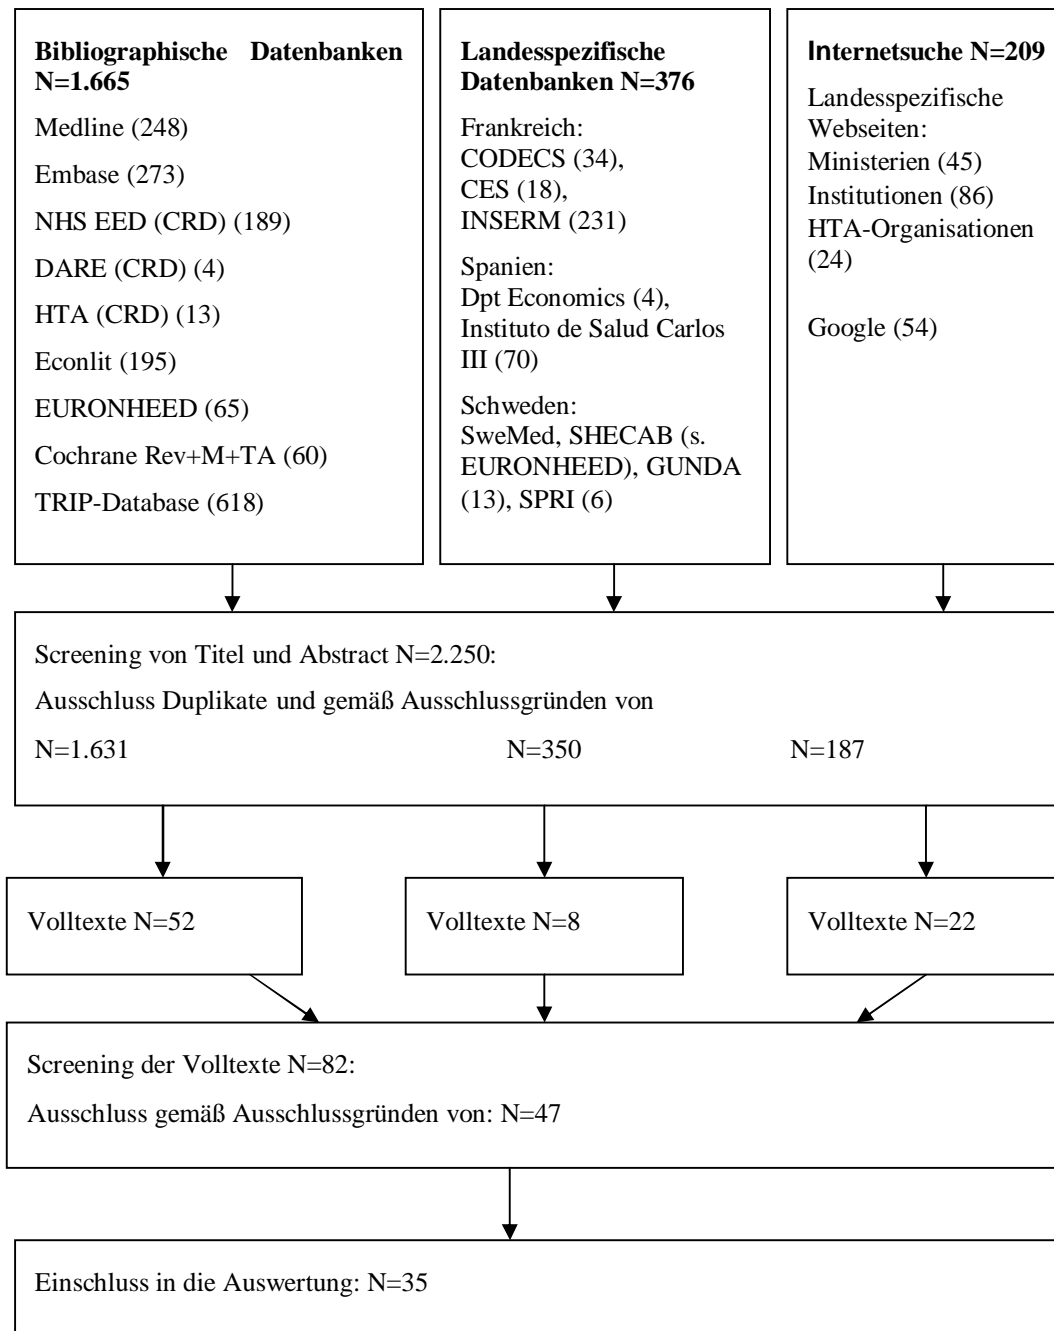 Bibliographische Datenbanken
N=1.665
Medline (248)
Embase (273)
NHS EED (CRD) (189)
DARE (CRD) (4)
HTA (CRD) (13)
Econlit (195)
EURONHEED (65)
Cochrane Rev+M+TA (60)
TRIP-Database (618)
Landesspezifische
Datenbanken N=376
Frankreich:
CODECS (34),
CES (18),
INSERM (231)
Spanien:
Dpt Economics (4),
Instituto de Salud Carlos
III (70)
Schweden:
SweMed, SHECAB (s.
EURONHEED), GUNDA
(13), SPRI (6)
Internetsuche N=209
Landesspezifische
Webseiten:
Ministerien (45)
Institutionen (86)
HTA-Organisationen
(24)
Google (54)
Screening von Titel und Abstract N=2.250:
Ausschluss Duplikate und gemäß Ausschlussgründen von
N=1.631 N=350 N=187
Volltexte N=52
Volltexte N=8
Volltexte N=22
Screening der Volltexte N=82:
Ausschluss gemäß Ausschlussgründen von: N=47
Einschluss in die Auswertung: N=35